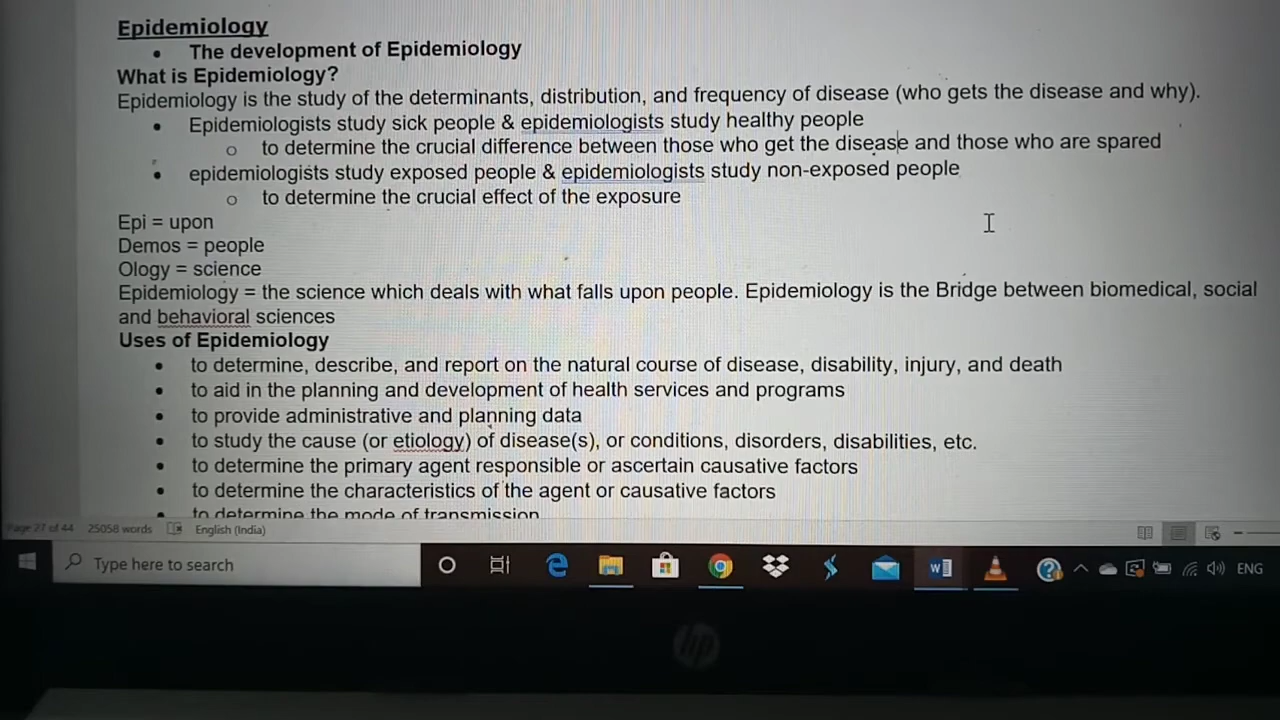 Epidemiology
• The development of Epidemiology
What is Epidemiology?
Epidemiology is the study of the determinants, distribution, and frequency of disease (who gets the disease and why).
• Epidemiologists study sick people & epidemiologists study healthy people
o to determine the crucial difference between those who get the disease and those who are spared
• epidemiologists study exposed people & epidemiologists study non-exposed people
o to determine the crucial effect of the exposure
Epi = upon
Demos = people
Ology = science
Epidemiology = the science which deals with what falls upon people. Epidemiology is the Bridge between biomedical, social
and behavioral sciences
Uses of Epidemiology
• to determine, describe, and report on the natural course of disease, disability, injury, and death
• to aid in the planning and development of health services and programs
• to provide administrative and planning data
• to study the cause (or etiology) of disease(s), or conditions, disorders, disabilities, etc.
• to determine the primary agent responsible or ascertain causative factors
• to determine the characteristics of the agent or causative factors
• to determine the mode of transmission
Page 27 of 44 25058 words English (India)
Type here to search ENG
hp